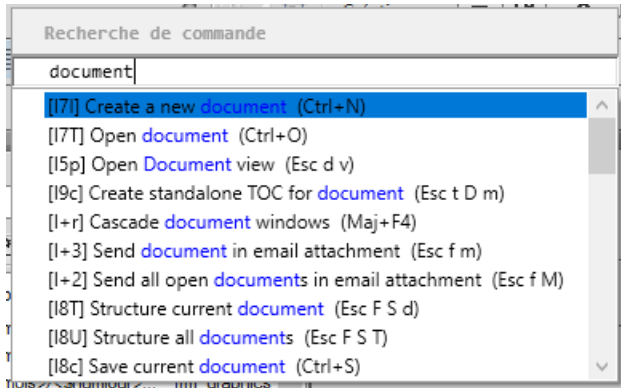 Recherche de commande
document
[I7I] Create a new document (Ctrl+N)
[I7T] Open document (Ctrl+O)
[I5p] Open Document view (Esc d v)
[I9c] Create standalone TOC for document (Esc t D m)
[I+r] Cascade document windows (Maj+F4)
[I+3] Send document in email attachment (Esc f m)
[I+2] Send all open documents in email attachment (Esc f M)
[I8T] Structure current document (Esc F S d)
[I8U] Structure all documents (Esc F S T)
[I8c] Save current document (Ctrl+S)